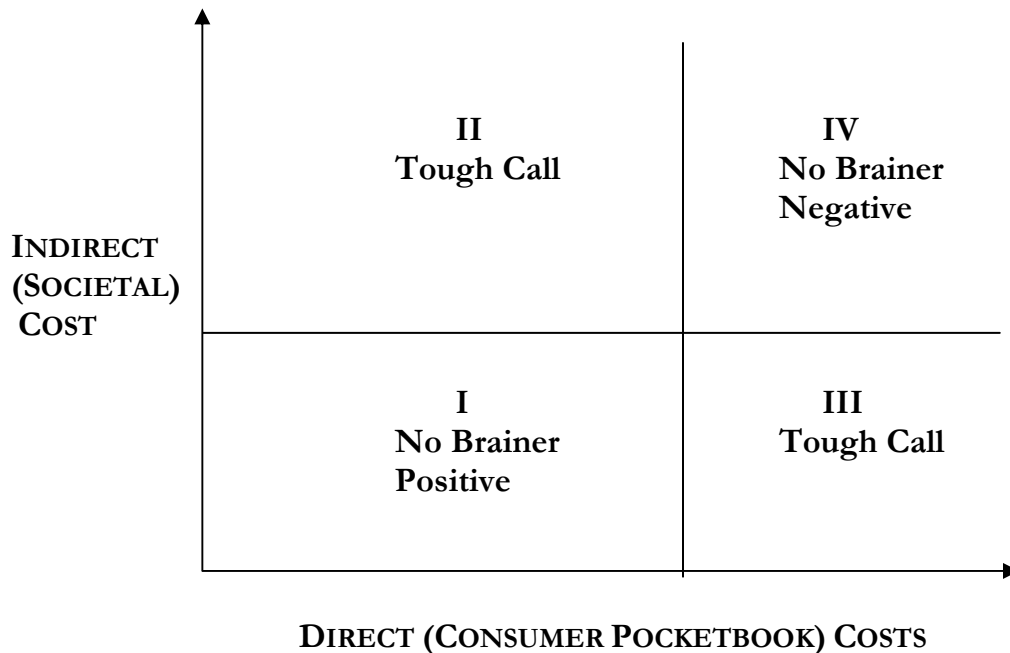 II
Tough Call
IV
No Brainer
Negative
INDIRECT
(SOCIETAL)
COST
I
No Brainer
Positive
III
Tough Call
DIRECT (CONSUMER POCKETBOOK) COSTS